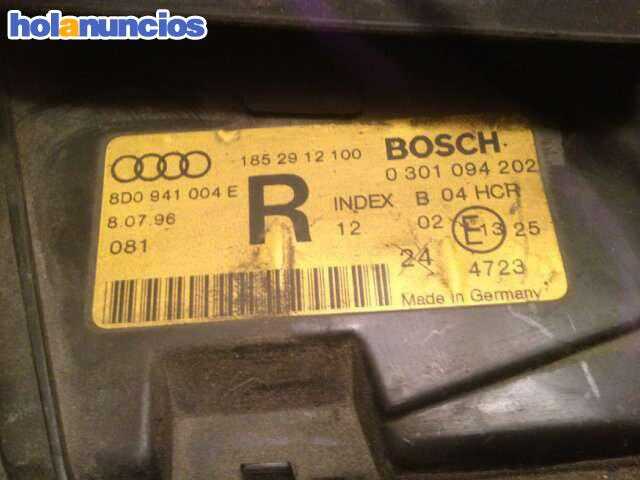 holanuncios
185 29 12 100 BOSCH
8D0 941 004 E 0 301 094 202
8.07.96 R INDEX B 04 HCR
081 12 02 E 13 25
24 4723
Made in Germany